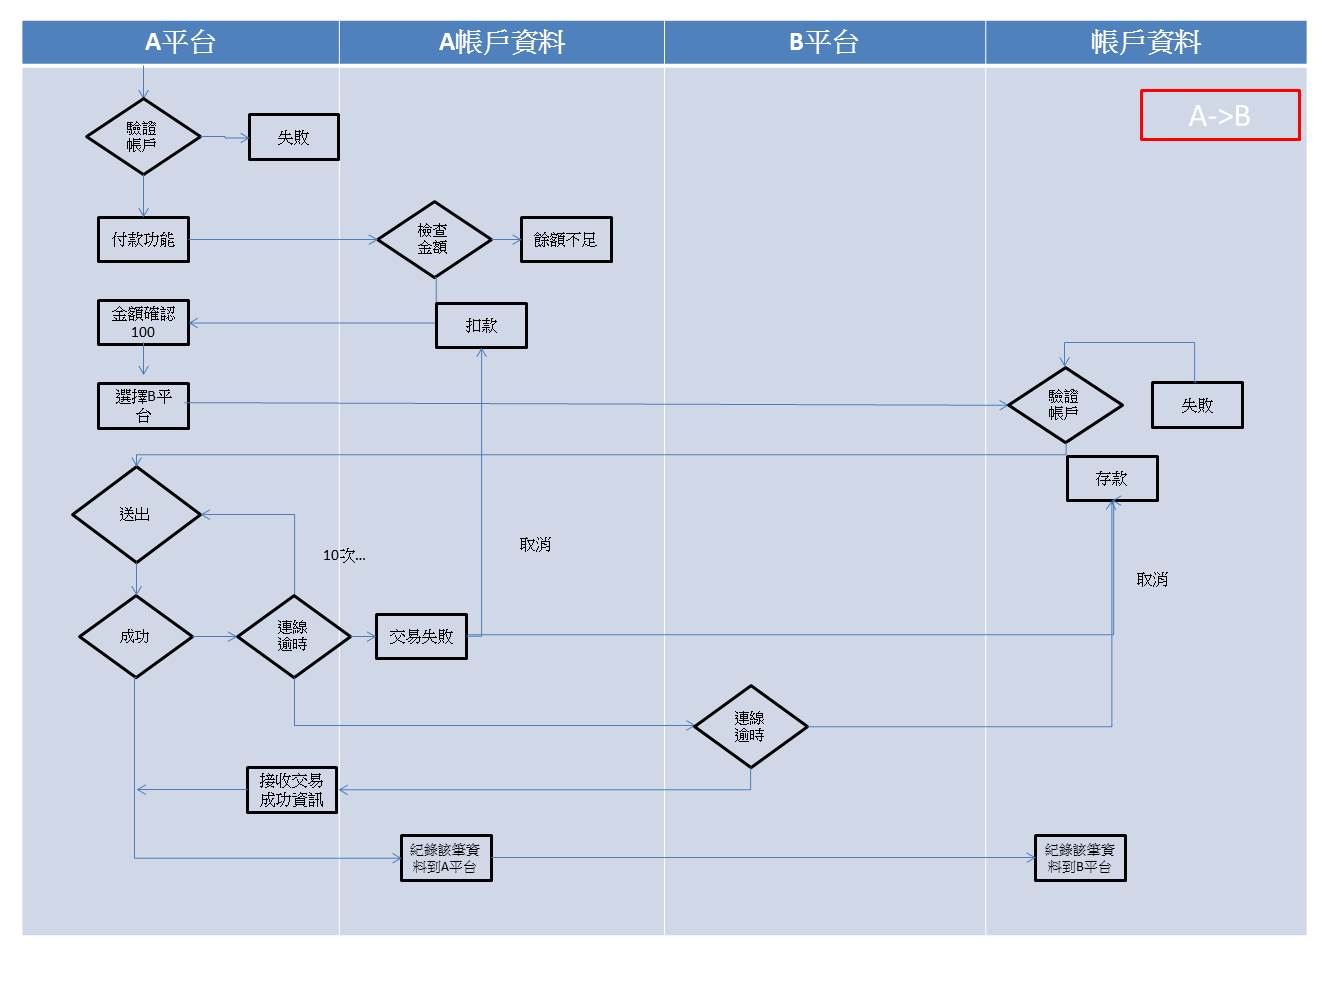 A平台
A帳戶資料
B平台
帳戶資料
A->B
驗證
帳戶
失敗
付款功能
檢查
金額
餘額不足
金額確認
100
扣款
選擇B平
台
驗證
帳戶
失敗
存款
送出
10次...
取消
取消
成功
連線
逾時
交易失敗
連線
逾時
接收交易
成功資訊
紀錄該筆資
料到A平台
紀錄該筆資
料到B平台